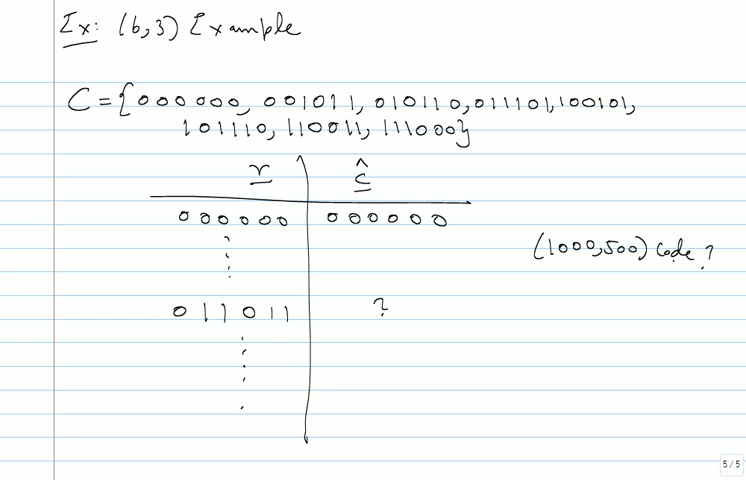 Ex: (6,3) Example
C = {000000, 001011, 010110, 011101, 100101,
101110, 110011, 111000}
r ĉ
000000 000000
(1000,500) code?
011011 ?
5/5